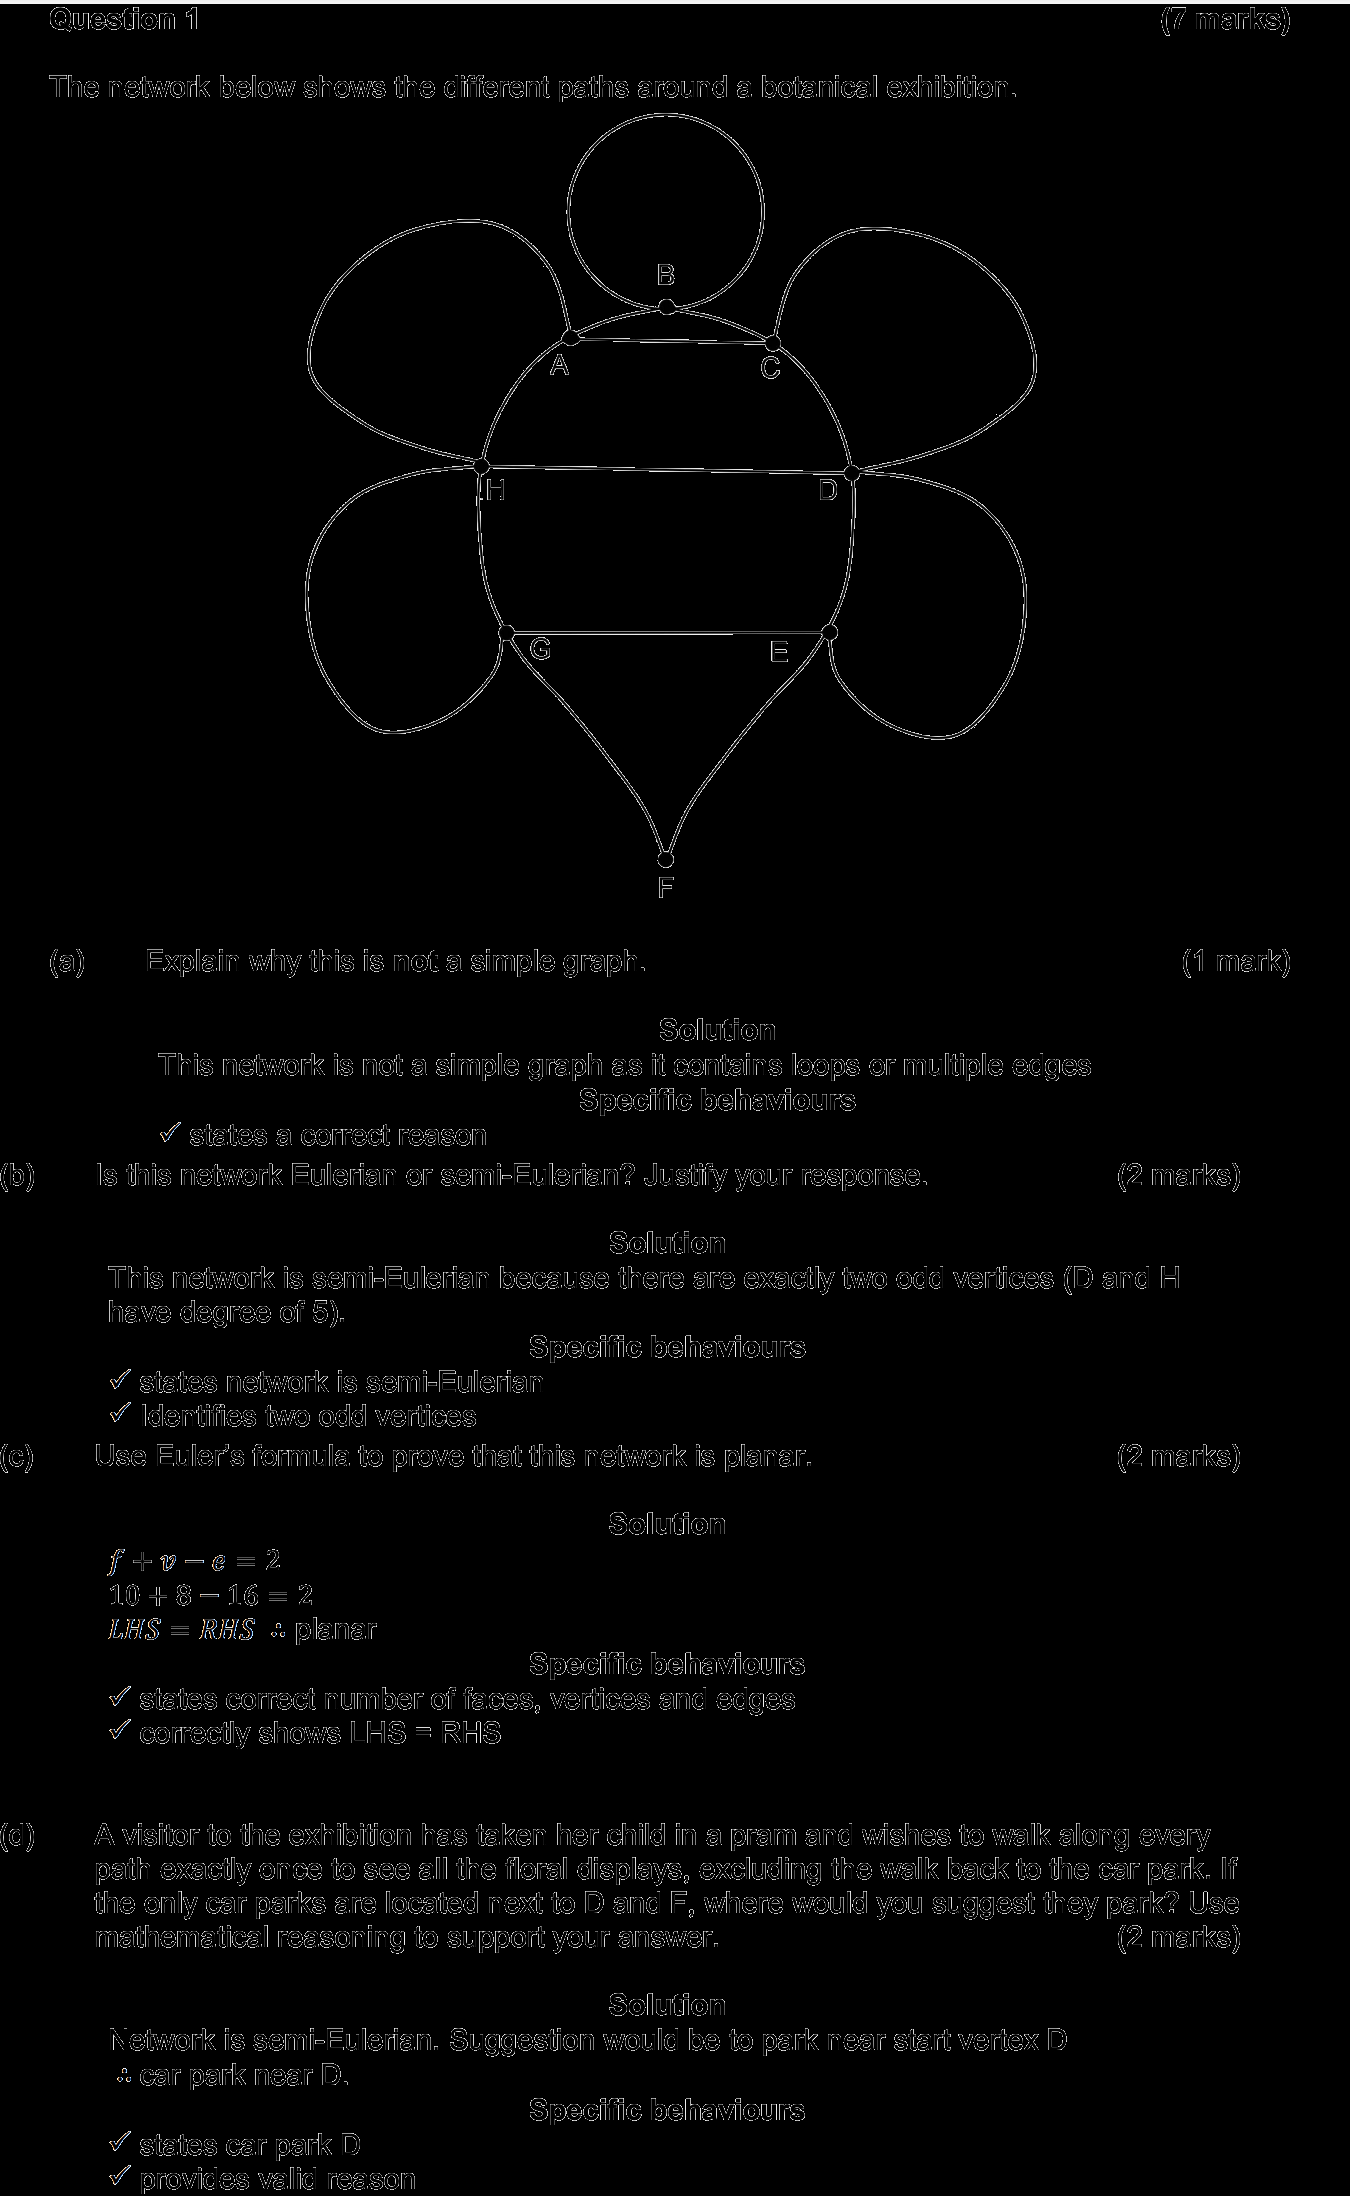 Question 1 (7 marks)
The network below shows the different paths around a botanical exhibition.
B
A
C
H
D
G
E
F
(a) Explain why this is not a simple graph. (1 mark)
Solution
This network is not a simple graph as it contains loops or multiple edges
Specific behaviours
✓ states a correct reason
(b) Is this network Eulerian or semi-Eulerian? Justify your response. (2 marks)
Solution
This network is semi-Eulerian because there are exactly two odd vertices (D and H
have degree of 5).
Specific behaviours
✓ states network is semi-Eulerian
✓ Identifies two odd vertices
(c) Use Euler's formula to prove that this network is planar. (2 marks)
Solution
f + v − e = 2
10 + 8 − 16 = 2
LHS = RHS ∴ planar
Specific behaviours
✓ states correct number of faces, vertices and edges
✓ correctly shows LHS = RHS
(d) A visitor to the exhibition has taken her child in a pram and wishes to walk along every
path exactly once to see all the floral displays, excluding the walk back to the car park. If
the only car parks are located next to D and F, where would you suggest they park? Use
mathematical reasoning to support your answer. (2 marks)
Solution
Network is semi-Eulerian. Suggestion would be to park near start vertex D
∴ car park near D.
Specific behaviours
✓ states car park D
✓ provides valid reason